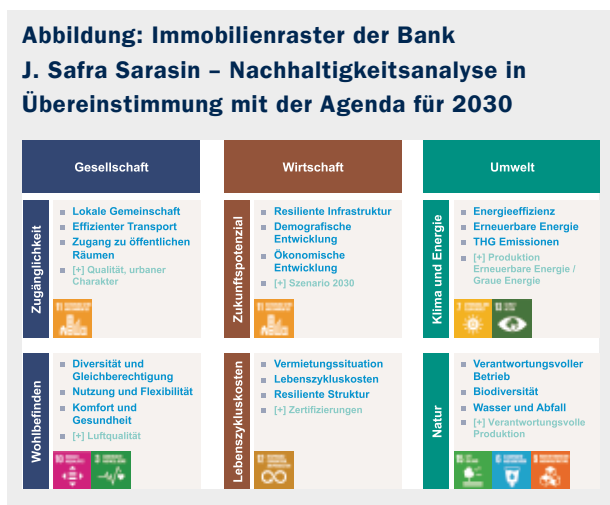 Abbildung: Immobilienraster der Bank
J. Safra Sarasin – Nachhaltigkeitsanalyse in
Übereinstimmung mit der Agenda für 2030
Gesellschaft
Wirtschaft
Umwelt
Zugänglichkeit
Lokale Gemeinschaft
Effizienter Transport
Zugang zu öffentlichen
Räumen
[+] Qualität, urbaner
Charakter
11
Zukunftspotenzial
Resiliente Infrastruktur
Demografische
Entwicklung
Ökonomische
Entwicklung
[+] Szenario 2030
11
Klima und Energie
Energieeffizienz
Erneuerbare Energie
THG Emissionen
[+] Produktion
Erneuerbare Energie /
Graue Energie
7
13
Wohlbefinden
Diversität und
Gleichberechtigung
Nutzung und Flexibilität
Komfort und
Gesundheit
[+] Luftqualität
10
3
Lebenszykluskosten
Vermietungssituation
Lebenszykluskosten
Resiliente Struktur
[+] Zertifizierungen
12
Natur
Verantwortungsvoller
Betrieb
Biodiversität
Wasser und Abfall
[+] Verantwortungsvolle
Produktion
15
6
9